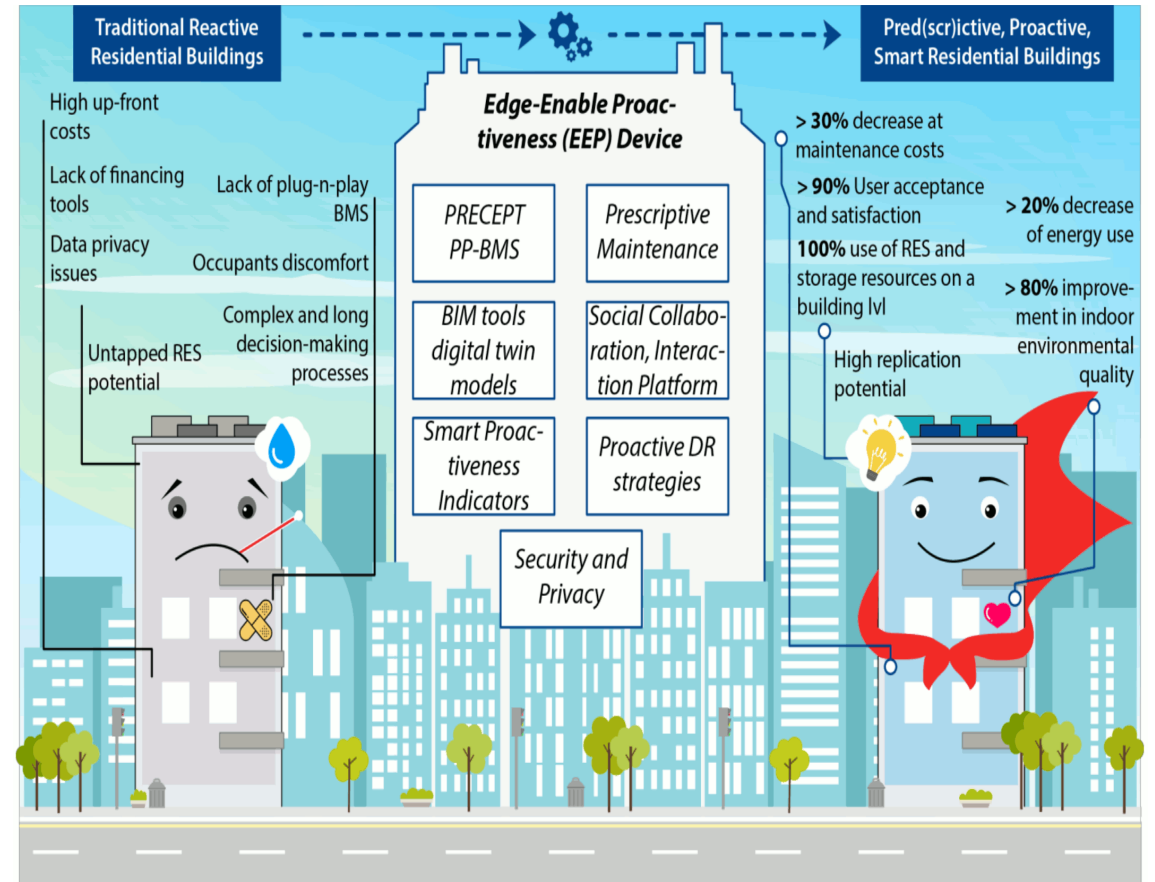 Traditional Reactive
Residential Buildings
High up-front
costs
Lack of financing
tools
Data privacy
issues
Untapped RES
potential
Lack of plug-n-play
BMS
Occupants discomfort
Complex and long
decision-making
processes
Edge-Enable Proac-
tiveness (EEP) Device
PRECEPT
PP-BMS
Prescriptive
Maintenance
BIM tools
digital twin
models
Social Collabo-
ration, Interac-
tion Platform
Smart Proac-
tiveness
Indicators
Proactive DR
strategies
Security and
Privacy
Pred(scr)ictive, Proactive,
Smart Residential Buildings
> 30% decrease at
maintenance costs
> 90% User acceptance
and satisfaction
100% use of RES and
storage resources on a
building lvl
High replication
potential
> 20% decrease
of energy use
> 80% improve-
ment in indoor
environmental
quality